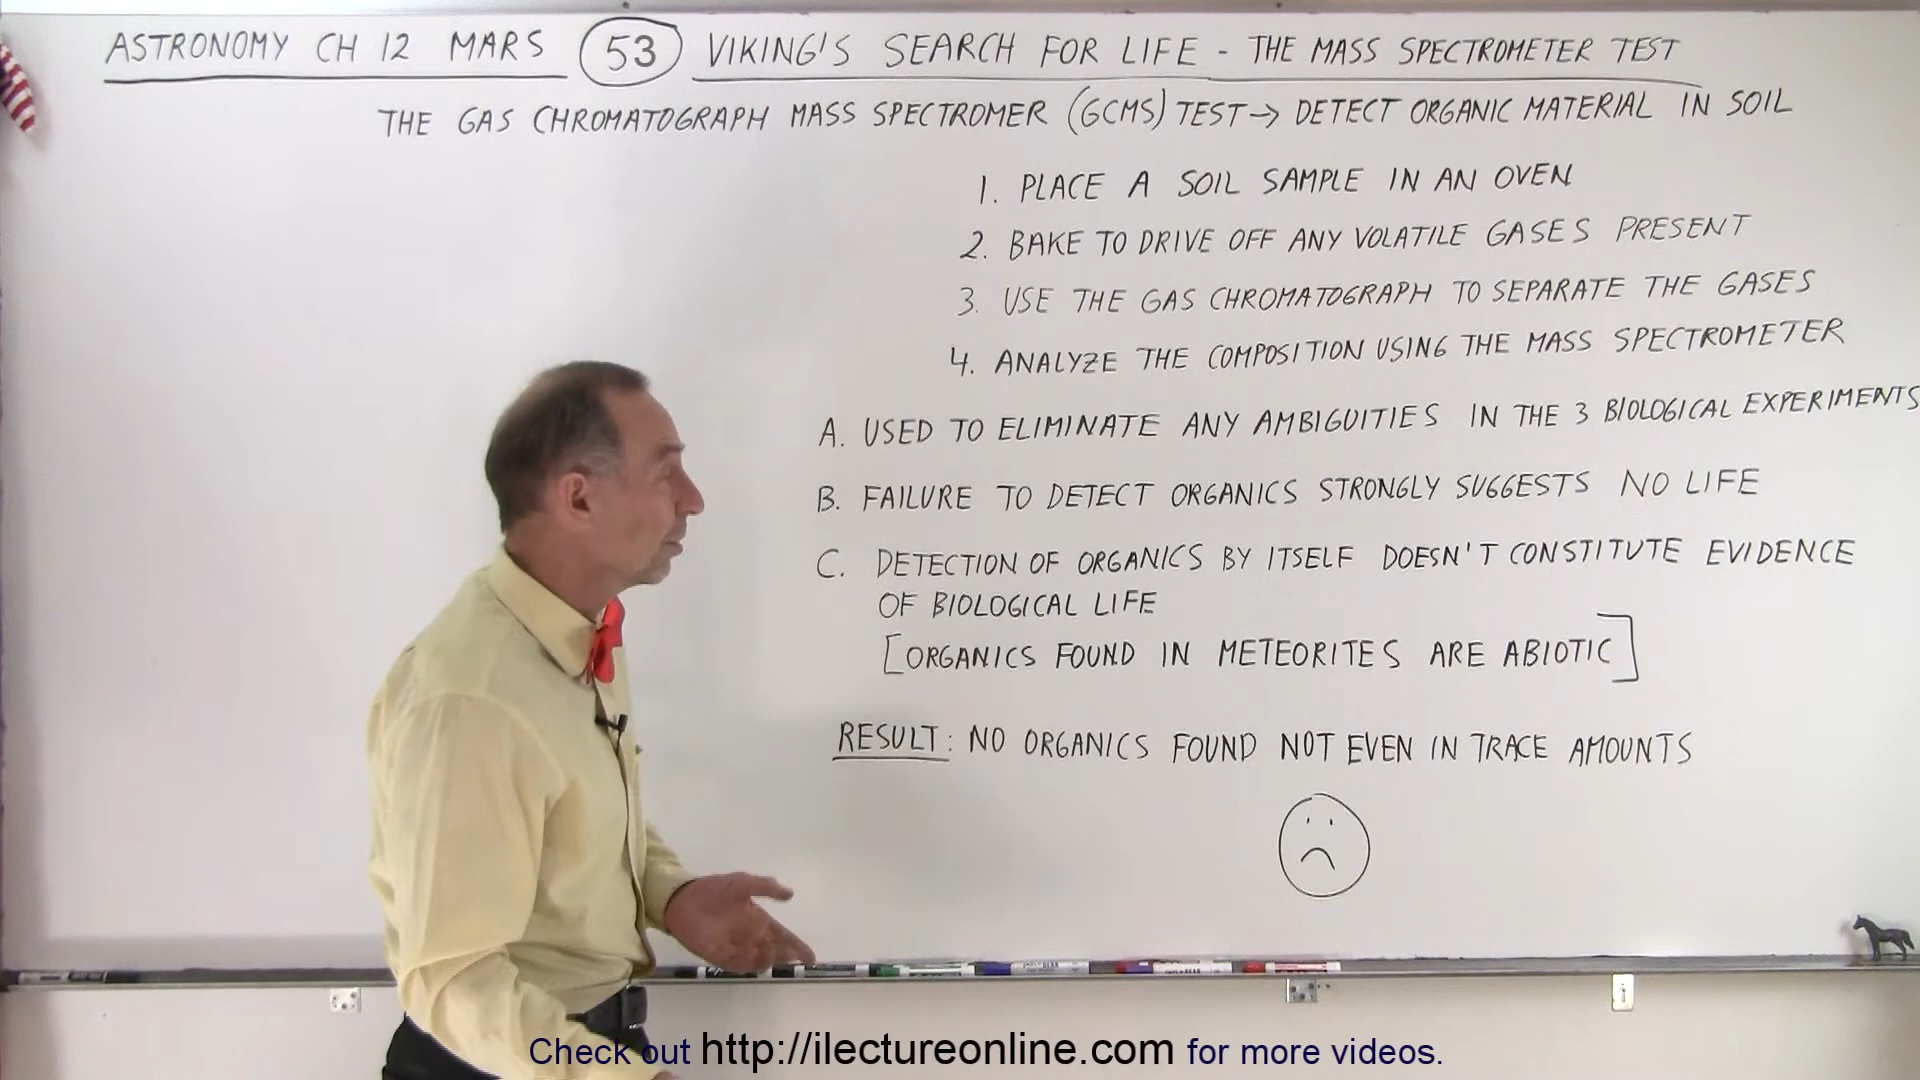 ASTRONOMY CH 12 MARS 53 VIKING'S SEARCH FOR LIFE - THE MASS SPECTROMETER TEST
THE GAS CHROMATOGRAPH MASS SPECTROMER (GCMS) TEST → DETECT ORGANIC MATERIAL IN SOIL
1. PLACE A SOIL SAMPLE IN AN OVEN
2. BAKE TO DRIVE OFF ANY VOLATILE GASES PRESENT
3. USE THE GAS CHROMATOGRAPH TO SEPARATE THE GASES
4. ANALYZE THE COMPOSITION USING THE MASS SPECTROMETER
A. USED TO ELIMINATE ANY AMBIGUITIES IN THE 3 BIOLOGICAL EXPERIMENTS
B. FAILURE TO DETECT ORGANICS STRONGLY SUGGESTS NO LIFE
C. DETECTION OF ORGANICS BY ITSELF DOESN'T CONSTITUTE EVIDENCE
OF BIOLOGICAL LIFE
[ORGANICS FOUND IN METEORITES ARE ABIOTIC]
RESULT: NO ORGANICS FOUND NOT EVEN IN TRACE AMOUNTS
Check out http://ilectureonline.com for more videos.